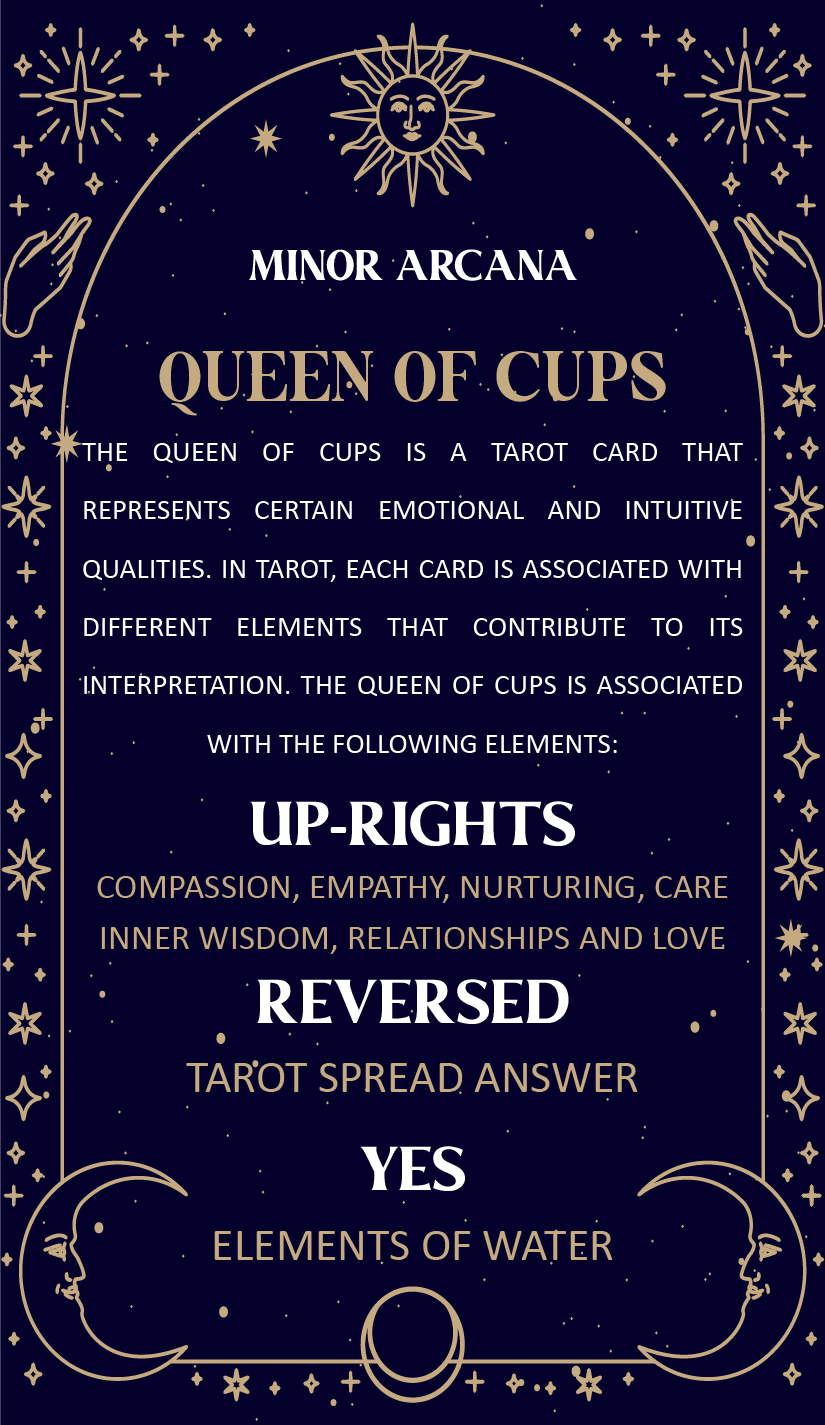 MINOR ARCANA
QUEEN OF CUPS
THE QUEEN OF CUPS IS A TAROT CARD THAT
REPRESENTS CERTAIN EMOTIONAL AND INTUITIVE
QUALITIES. IN TAROT, EACH CARD IS ASSOCIATED WITH
DIFFERENT ELEMENTS THAT CONTRIBUTE TO ITS
INTERPRETATION. THE QUEEN OF CUPS IS ASSOCIATED
WITH THE FOLLOWING ELEMENTS:
UP-RIGHTS
COMPASSION, EMPATHY, NURTURING, CARE
INNER WISDOM, RELATIONSHIPS AND LOVE
REVERSED
TAROT SPREAD ANSWER
YES
ELEMENTS OF WATER